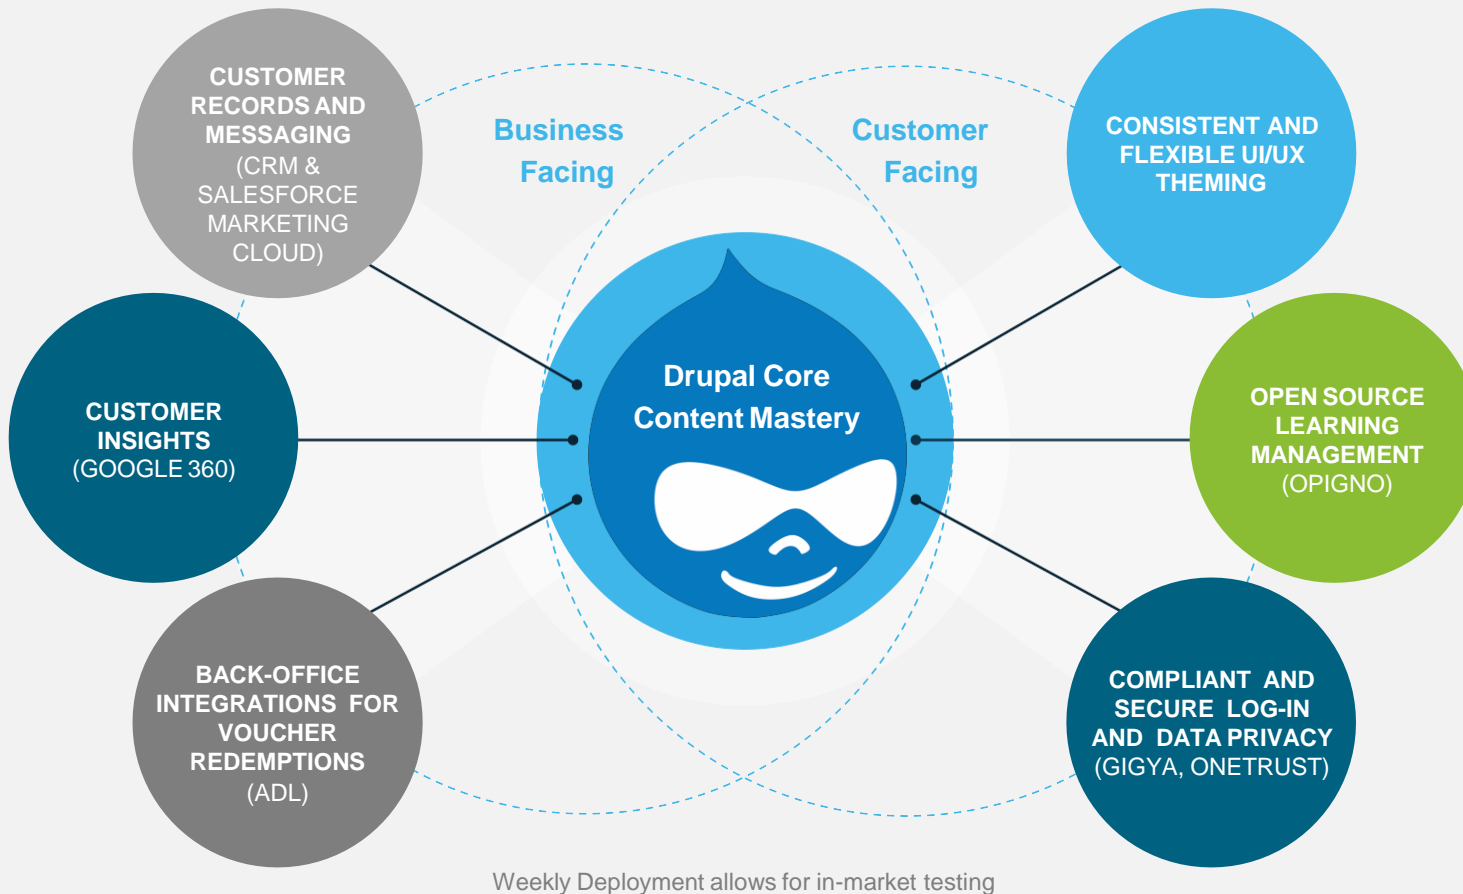 CUSTOMER
RECORDS AND
MESSAGING
(CRM &
SALESFORCE
MARKETING
CLOUD)
Business
Facing
Customer
Facing
CONSISTENT AND
FLEXIBLE UI/UX
THEMING
CUSTOMER
INSIGHTS
(GOOGLE 360)
Drupal Core
Content Mastery
OPEN SOURCE
LEARNING
MANAGEMENT
(OPIGNO)
BACK-OFFICE
INTEGRATIONS FOR
VOUCHER
REDEMPTIONS
(ADL)
COMPLIANT AND
SECURE LOG-IN
AND DATA PRIVACY
(GIGYA, ONETRUST)
Weekly Deployment allows for in-market testing